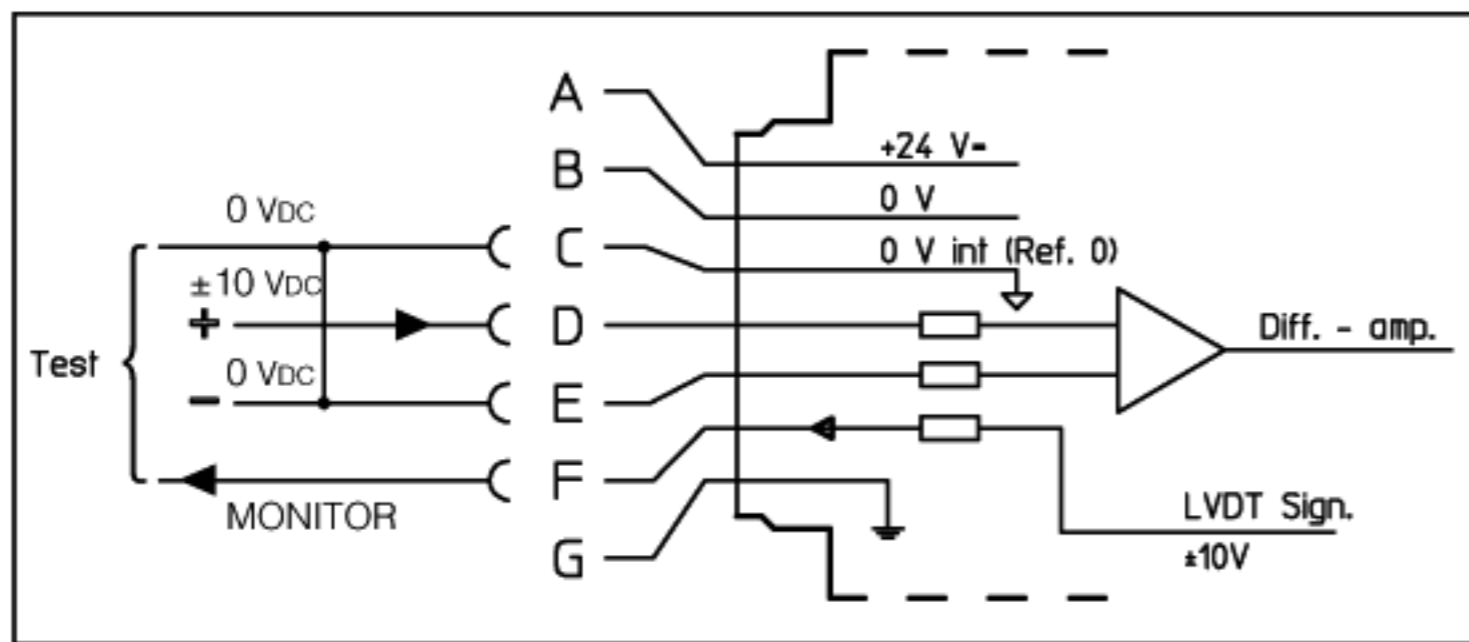 A
+24 V=
B
0 V
0 VDC
C
0 V int (Ref. 0)
±10 VDC
+
D
Diff. - amp.
Test
0 VDC
-
E
F
MONITOR
LVDT Sign.
±10V
G